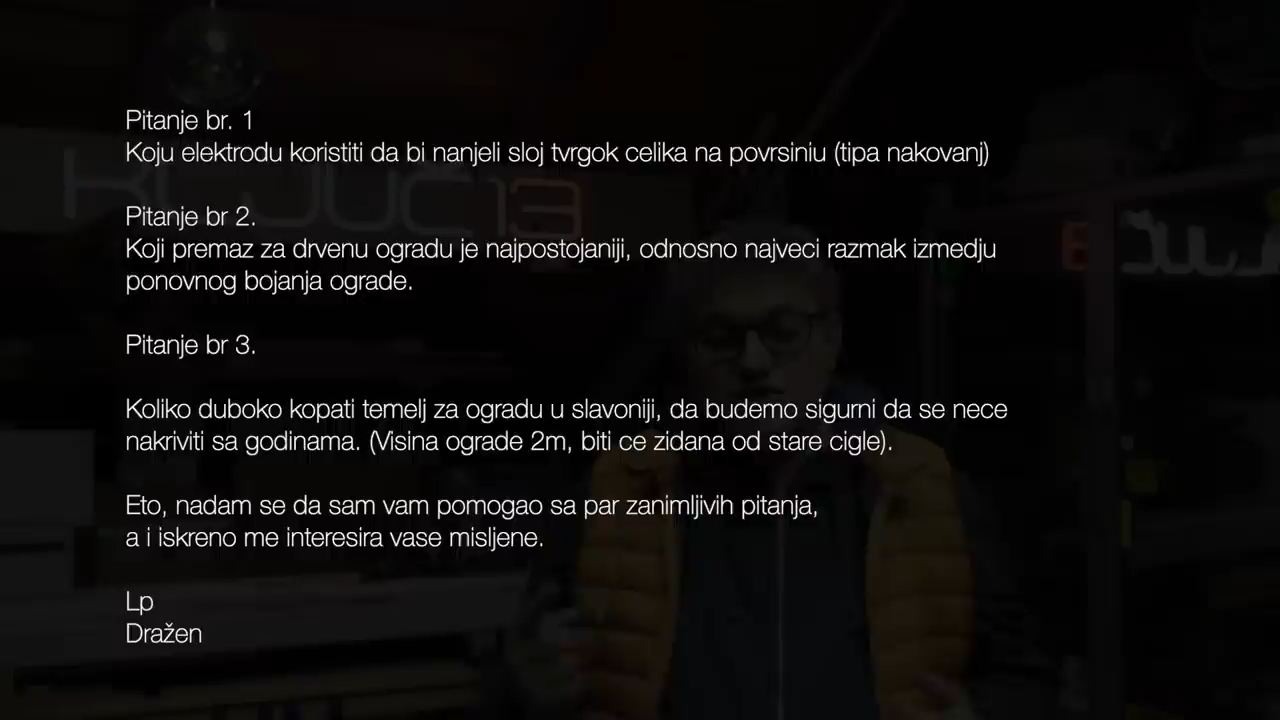 Pitanje br. 1
Koju elektrodu koristiti da bi nanjeli sloj tvrgok celika na povrsiniu (tipa nakovanj)
Pitanje br 2.
Koji premaz za drvenu ogradu je najpostojaniji, odnosno najveci razmak izmedju
ponovnog bojanja ograde.
Pitanje br 3.
Koliko duboko kopati temelj za ogradu u slavoniji, da budemo sigurni da se nece
nakriviti sa godinama. (Visina ograde 2m, biti ce zidana od stare cigle).
Eto, nadam se da sam vam pomogao sa par zanimljivih pitanja,
a i iskreno me interesira vase misljene.
Lp
Dražen
KLJUČ 13